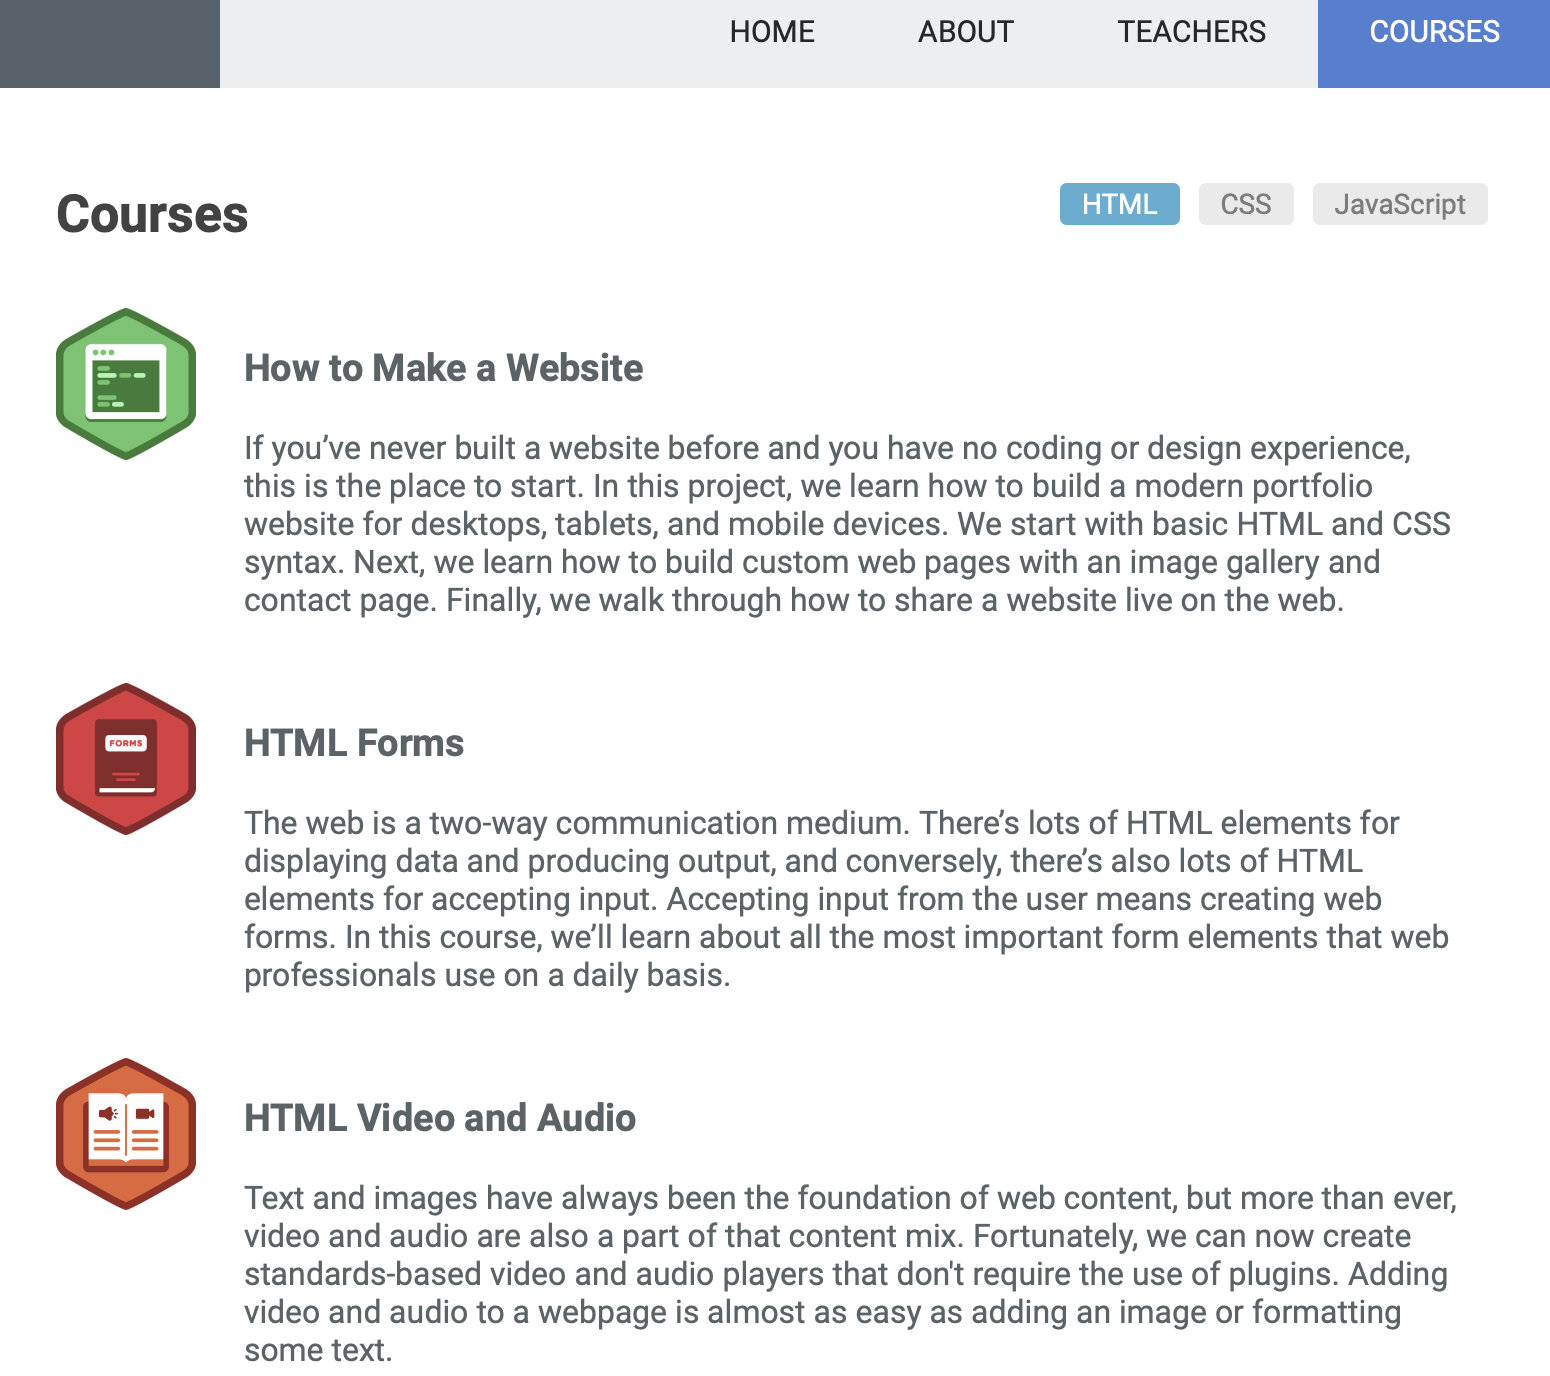 HOME ABOUT TEACHERS COURSES
Courses
HTML CSS JavaScript
How to Make a Website
If you’ve never built a website before and you have no coding or design experience,
this is the place to start. In this project, we learn how to build a modern portfolio
website for desktops, tablets, and mobile devices. We start with basic HTML and CSS
syntax. Next, we learn how to build custom web pages with an image gallery and
contact page. Finally, we walk through how to share a website live on the web.
FORMS
HTML Forms
The web is a two-way communication medium. There’s lots of HTML elements for
displaying data and producing output, and conversely, there’s also lots of HTML
elements for accepting input. Accepting input from the user means creating web
forms. In this course, we’ll learn about all the most important form elements that web
professionals use on a daily basis.
HTML Video and Audio
Text and images have always been the foundation of web content, but more than ever,
video and audio are also a part of that content mix. Fortunately, we can now create
standards-based video and audio players that don't require the use of plugins. Adding
video and audio to a webpage is almost as easy as adding an image or formatting
some text.